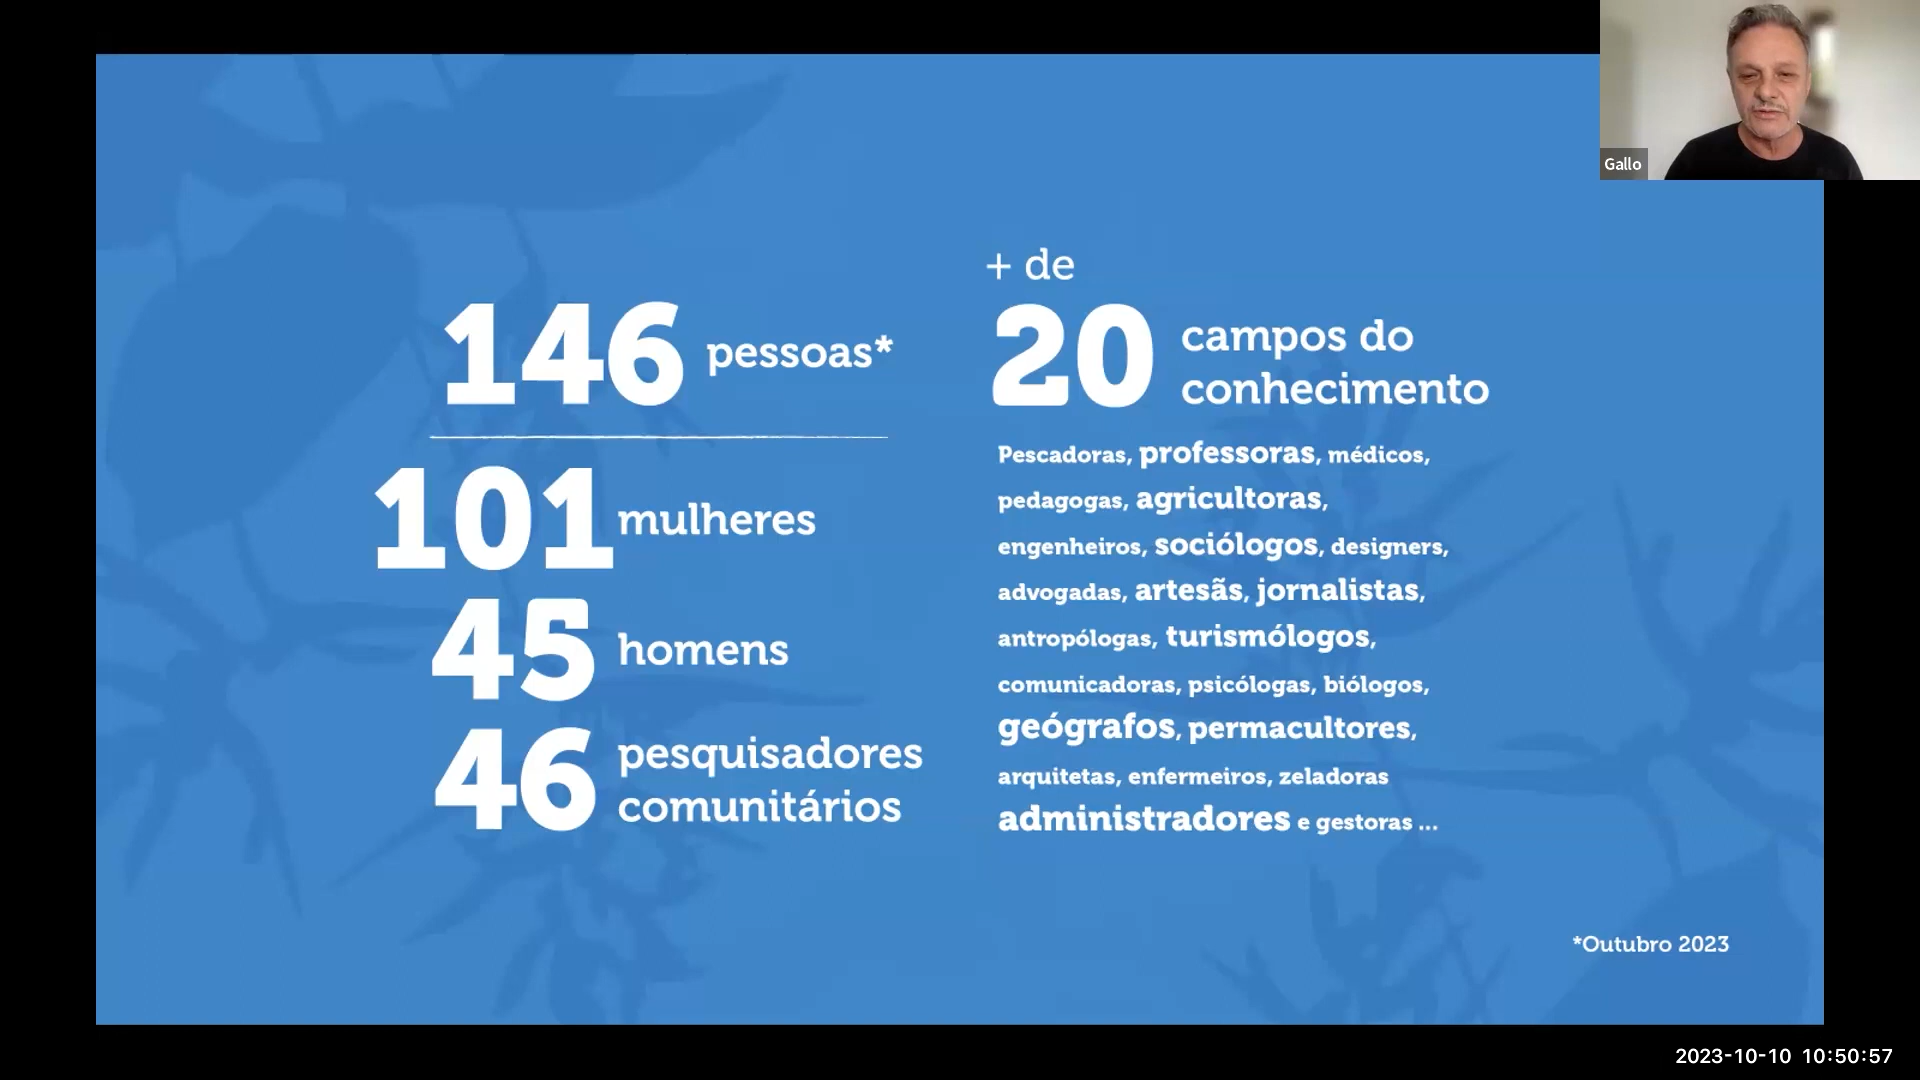 Gallo
146 pessoas*
101 mulheres
45 homens
46 pesquisadores
comunitários
+ de
20 campos do
conhecimento
Pescadoras, professoras, médicos,
pedagogas, agricultoras,
engenheiros, sociólogos, designers,
advogadas, artesãs, jornalistas,
antropólogas, turismólogos,
comunicadoras, psicólogas, biólogos,
geógrafos, permacultores,
arquitetas, enfermeiros, zeladoras
administradores e gestoras ...
*Outubro 2023
2023-10-10 10:50:57